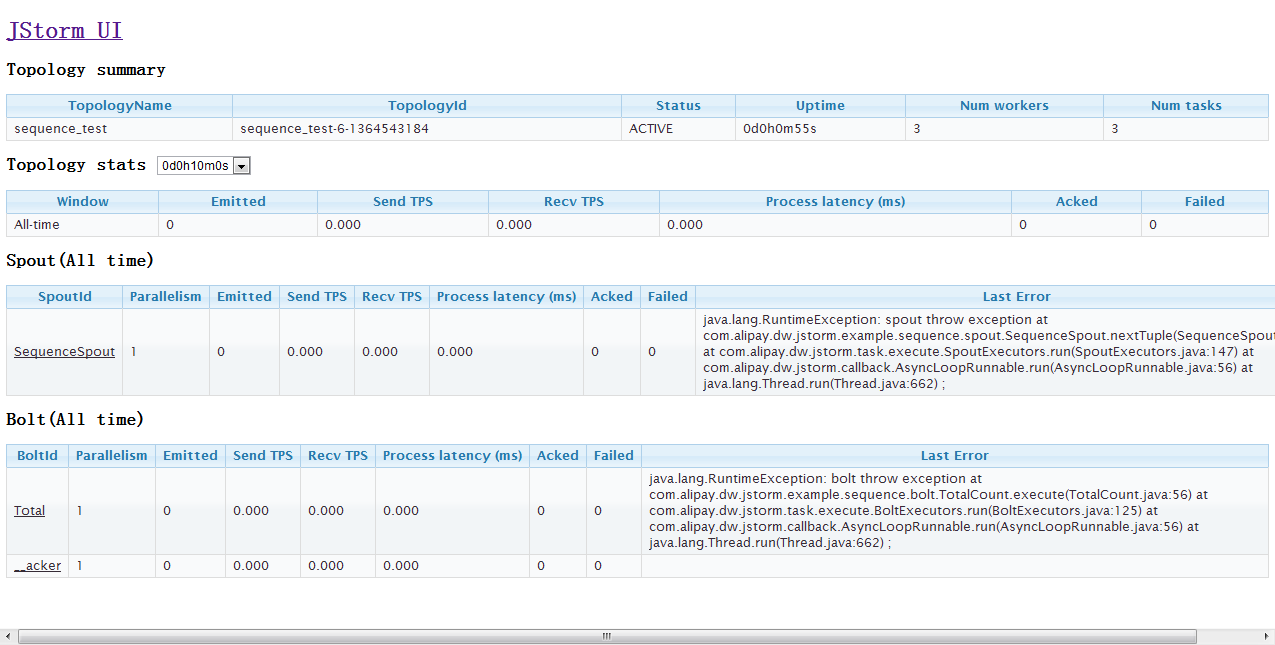 JStorm UI
Topology summary
TopologyName TopologyId Status Uptime Num workers Num tasks
sequence_test sequence_test-6-1364543184 ACTIVE 0d0h0m55s 3 3
Topology stats 0d0h10m0s
Window Emitted Send TPS Recv TPS Process latency (ms) Acked Failed
All-time 0 0.000 0.000 0.000 0 0
Spout(All time)
SpoutId Parallelism Emitted Send TPS Recv TPS Process latency (ms) Acked Failed Last Error
java.lang.RuntimeException: spout throw exception at
com.alipay.dw.jstorm.example.sequence.spout.SequenceSpout.nextTuple(SequenceSpout
SequenceSpout 1 0 0.000 0.000 0.000 0 0 at com.alipay.dw.jstorm.task.execute.SpoutExecutors.run(SpoutExecutors.java:147) at
com.alipay.dw.jstorm.callback.AsyncLoopRunnable.run(AsyncLoopRunnable.java:56) at
java.lang.Thread.run(Thread.java:662) ;
Bolt(All time)
BoltId Parallelism Emitted Send TPS Recv TPS Process latency (ms) Acked Failed Last Error
java.lang.RuntimeException: bolt throw exception at
com.alipay.dw.jstorm.example.sequence.bolt.TotalCount.execute(TotalCount.java:56) at
Total 1 0 0.000 0.000 0.000 0 0 com.alipay.dw.jstorm.task.execute.BoltExecutors.run(BoltExecutors.java:125) at
com.alipay.dw.jstorm.callback.AsyncLoopRunnable.run(AsyncLoopRunnable.java:56) at
java.lang.Thread.run(Thread.java:662) ;
__acker 1 0 0.000 0.000 0.000 0 0